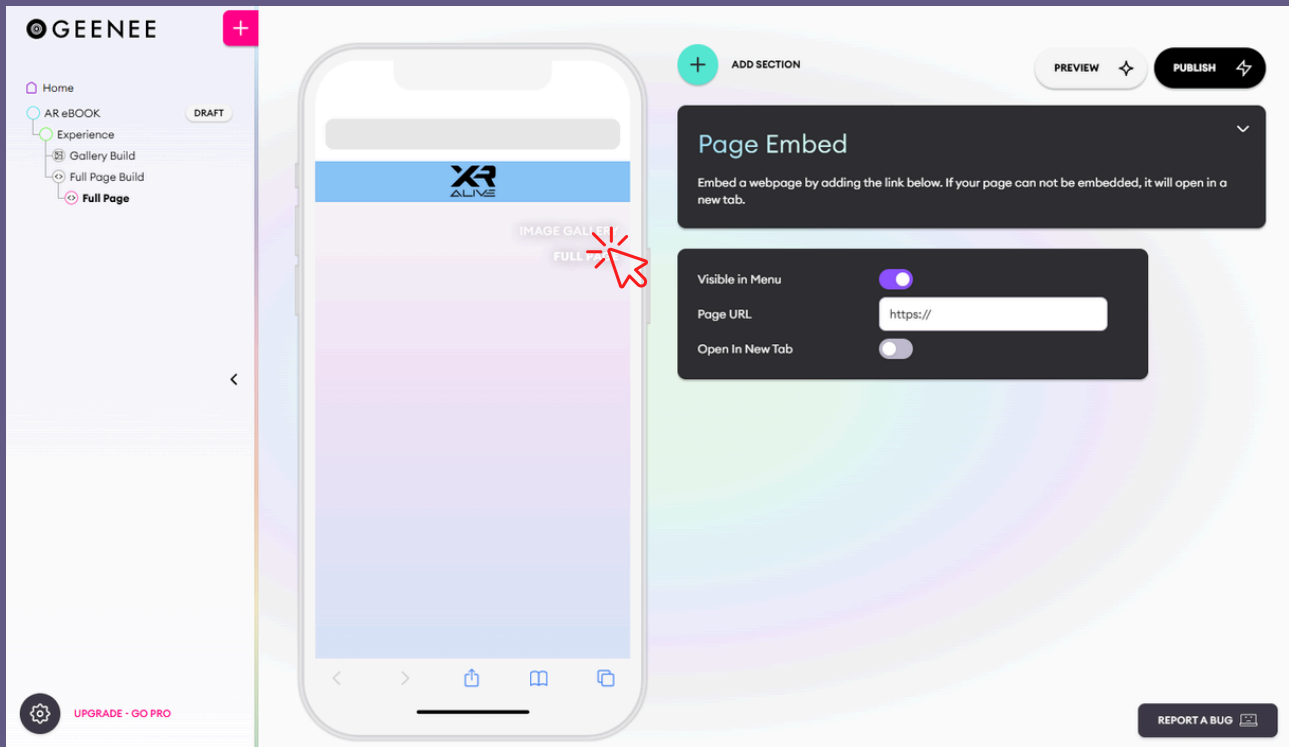 GEENEE
Home
AR eBOOK
DRAFT
Experience
Gallery Build
Full Page Build
Full Page
UPGRADE - GO PRO
XR
ALIVE
IMAGE GALLERY
FULL PAGE
ADD SECTION
PREVIEW
PUBLISH
Page Embed
Embed a webpage by adding the link below. If your page can not be embedded, it will open in a
new tab.
Visible in Menu
Page URL
https://
Open In New Tab
REPORT A BUG